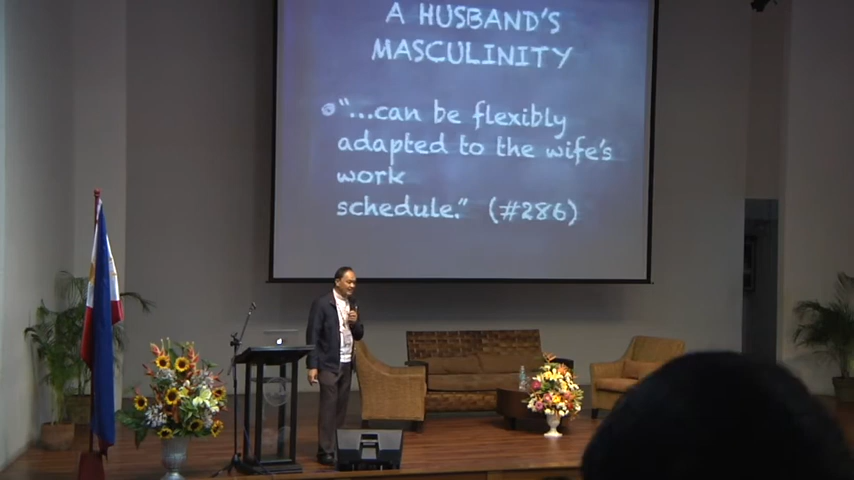 A HUSBAND'S
MASCULINITY
"...can be flexibly
adapted to the wife's
work
schedule." (#286)